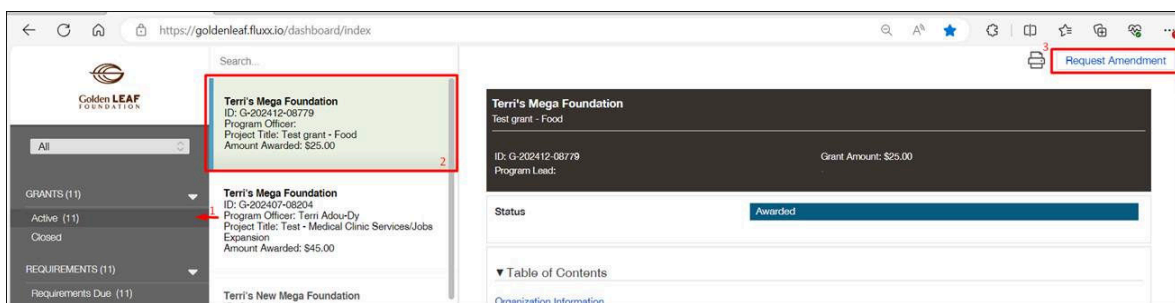 https://goldenleaf.fluxx.io/dashboard/index
Golden LEAF
FOUNDATION
All
GRANTS (11)
Active (11)
1
Closed
REQUIREMENTS (11)
Requirements Due (11)
Search...
Terri's Mega Foundation
ID: G-202412-08779
Program Officer:
Project Title: Test grant - Food
Amount Awarded: $25.00
2
Terri's Mega Foundation
ID: G-202407-08204
Program Officer: Terri Adou-Dy
Project Title: Test - Medical Clinic Services/Jobs
Expansion
Amount Awarded: $45.00
Terri's New Mega Foundation
3
Request Amendment
Terri's Mega Foundation
Test grant - Food
ID: G-202412-08779
Grant Amount: $25.00
Program Lead:
Status
Awarded
▼ Table of Contents
Organization Information